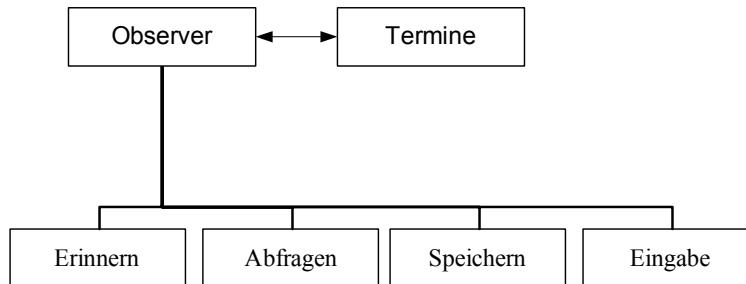 Observer
Termine
Erinnern
Abfragen
Speichern
Eingabe